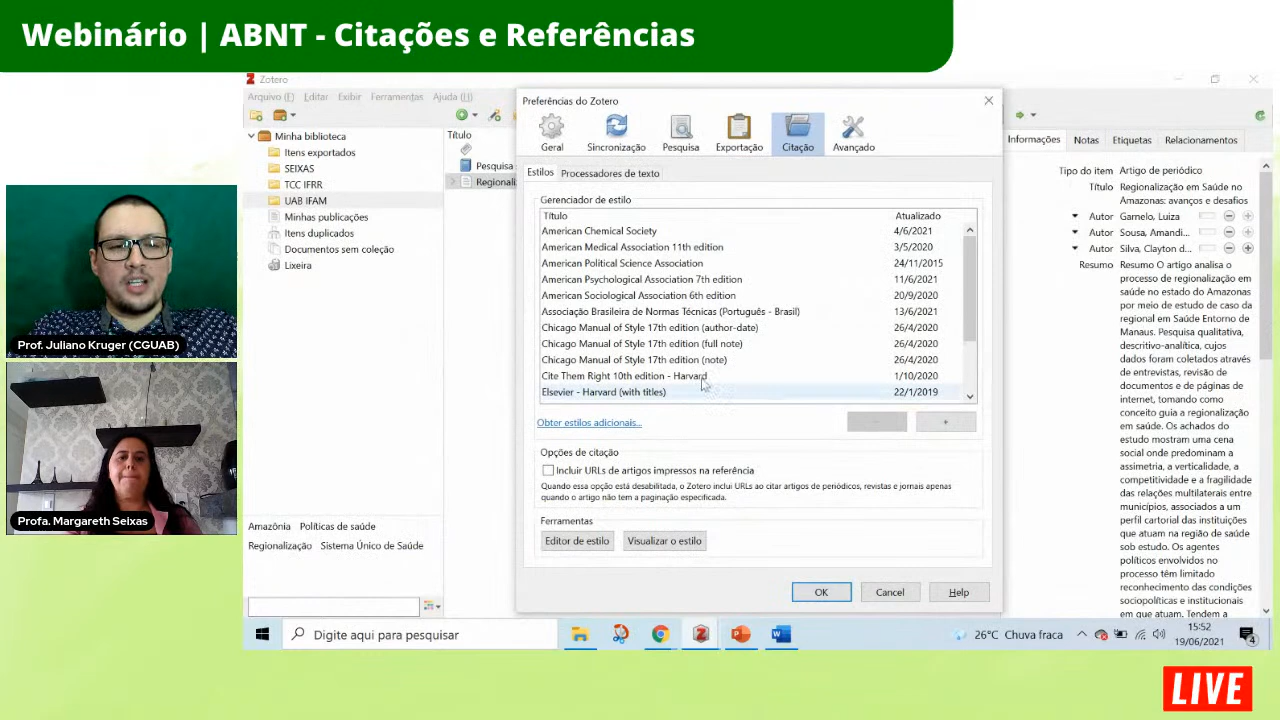 Webinário | ABNT - Citações e Referências
Zotero
Arquivo (F) Editar Exibir Ferramentas Ajuda (H)
Minha biblioteca
Itens exportados
SEIXAS
TCC IFRR
UAB IFAM
Minhas publicações
Itens duplicados
Documentos sem coleção
Lixeira
Amazônia Políticas de saúde
Regionalização Sistema Único de Saúde
Título
Pesquisa
Regionali
Preferências do Zotero
Geral
Sincronização
Pesquisa
Exportação
Citação
Avançado
Estilos
Processadores de texto
Gerenciador de estilo
Título Atualizado
American Chemical Society 4/6/2021
American Medical Association 11th edition 3/5/2020
American Political Science Association 24/11/2015
American Psychological Association 7th edition 11/6/2021
American Sociological Association 6th edition 20/9/2020
Associação Brasileira de Normas Técnicas (Português - Brasil) 13/6/2021
Chicago Manual of Style 17th edition (author-date) 26/4/2020
Chicago Manual of Style 17th edition (full note) 26/4/2020
Chicago Manual of Style 17th edition (note) 26/4/2020
Cite Them Right 10th edition - Harvard 1/10/2020
Elsevier - Harvard (with titles) 22/1/2019
Obter estilos adicionais...
Opções de citação
Incluir URLs de artigos impressos na referência
Quando essa opção está desabilitada, o Zotero inclui URLs ao citar artigos de periódicos, revistas e jornais apenas
quando o artigo não tem a paginação especificada.
Ferramentas
Editor de estilo
Visualizar o estilo
OK
Cancel
Help
Informações Notas Etiquetas Relacionamentos
Tipo do item Artigo de periódico
Título Regionalização em Saúde no
Amazonas: avanços e desafios
Autor Garnelo, Luiza
Autor Sousa, Amandi...
Autor Silva, Clayton d...
Resumo Resumo O artigo analisa o
processo de regionalização em
saúde no estado do Amazonas
por meio de estudo de caso da
regional em Saúde Entorno de
Manaus. Pesquisa qualitativa,
descritivo-analítica, cujos
dados foram coletados através
de entrevistas, revisão de
documentos e de páginas de
internet, tomando como
conceito guia a regionalização
em saúde. Os achados do
estudo mostram uma cena
social onde predominam a
assimetria, a verticalidade, a
competitividade e a fragilidade
das relações multilaterais entre
municípios, associados a um
perfil cartorial das instituições
que atuam na região de saúde
sob estudo. Os agentes
políticos envolvidos no
processo têm limitado
reconhecimento das condições
sociopolíticas e institucionais
em que atuam. Tendem a
Prof. Juliano Kruger (CGUAB)
Profa. Margareth Seixas
Digite aqui para pesquisar
26°C Chuva fraca
15:52
19/06/2021
4
LIVE